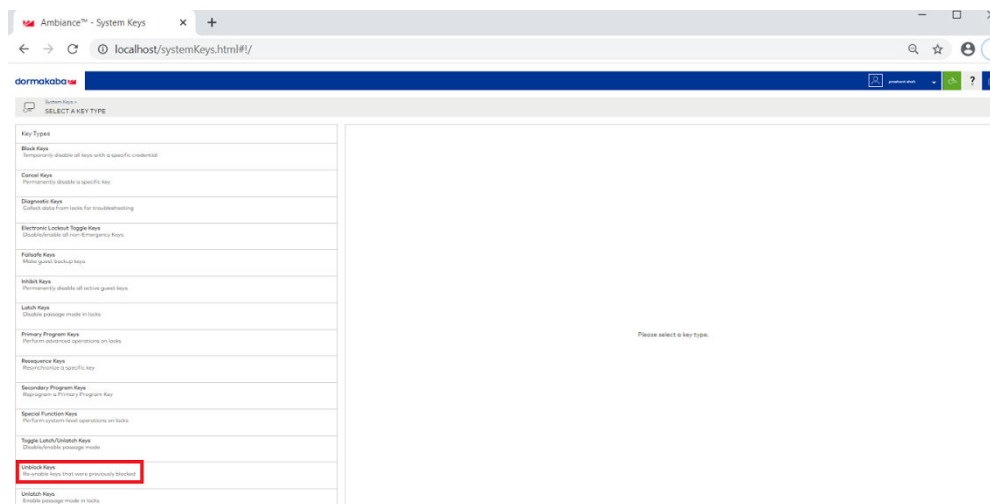 Ambiance™ - System Keys
localhost/systemKeys.html#!/
dormakaba
?
System Keys >
SELECT A KEY TYPE
Key Types
Block Keys
Temporarily disable all keys with a specific credential
Cancel Keys
Permanently disable a specific key
Diagnostic Keys
Collect data from locks for troubleshooting
Electronic Lockout Toggle Keys
Disable/enable all non-Emergency Keys
Failsafe Keys
Make guest backup keys
Inhibit Keys
Permanently disable all active guest keys
Latch Keys
Disable passage mode in locks
Primary Program Keys
Perform advanced operations on locks
Resequence Keys
Resynchronize a specific key
Secondary Program Keys
Reprogram a Primary Program Key
Special Function Keys
Perform system-level operations on locks
Toggle Latch/Unlatch Keys
Disable/enable passage mode
Unblock Keys
Re-enable keys that were previously blocked
Unlatch Keys
Enable passage mode in locks
Please select a key type.